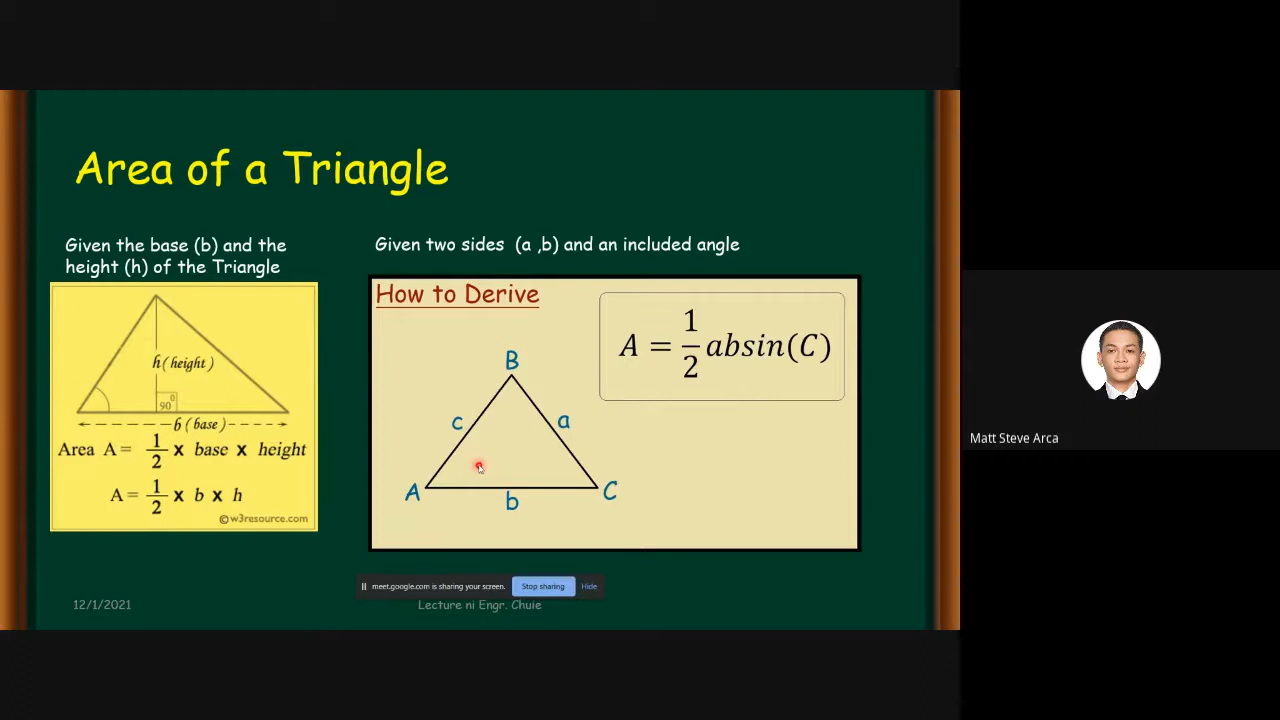 Area of a Triangle
Given the base (b) and the
height (h) of the Triangle
h ( height )
90⁰
b ( base )
Area A = 1/2 x base x height
A = 1/2 x b x h
©w3resource.com
Given two sides (a ,b) and an included angle
How to Derive
A = 1/2 absin(C)
B
c
a
A
C
b
meet.google.com is sharing your screen.
Stop sharing
Hide
12/1/2021
Lecture ni Engr. Chuie
Matt Steve Arca